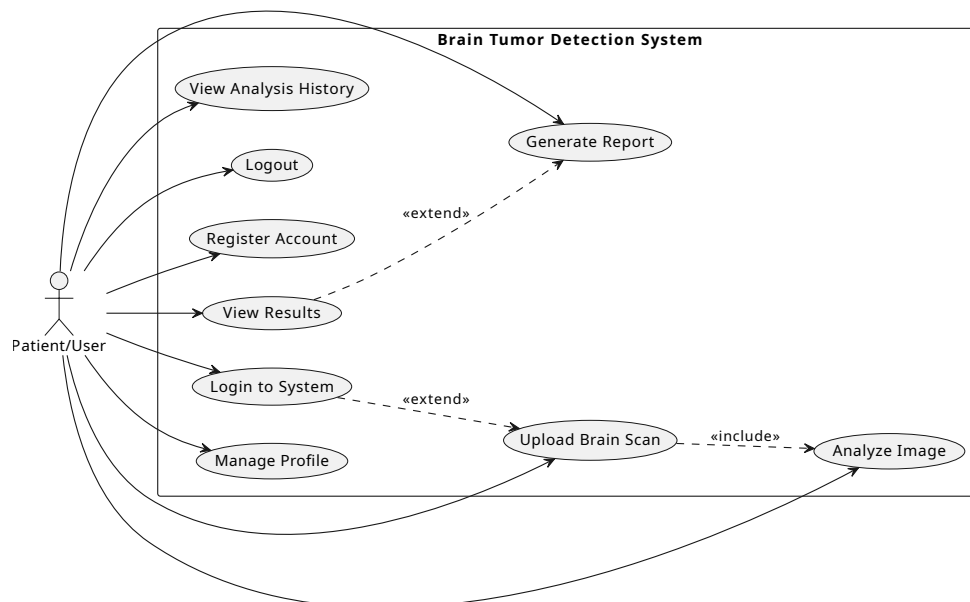 Brain Tumor Detection System
View Analysis History
Generate Report
Logout
«extend»
Register Account
View Results
Patient/User
Login to System
«extend»
Upload Brain Scan
«include»
Analyze Image
Manage Profile